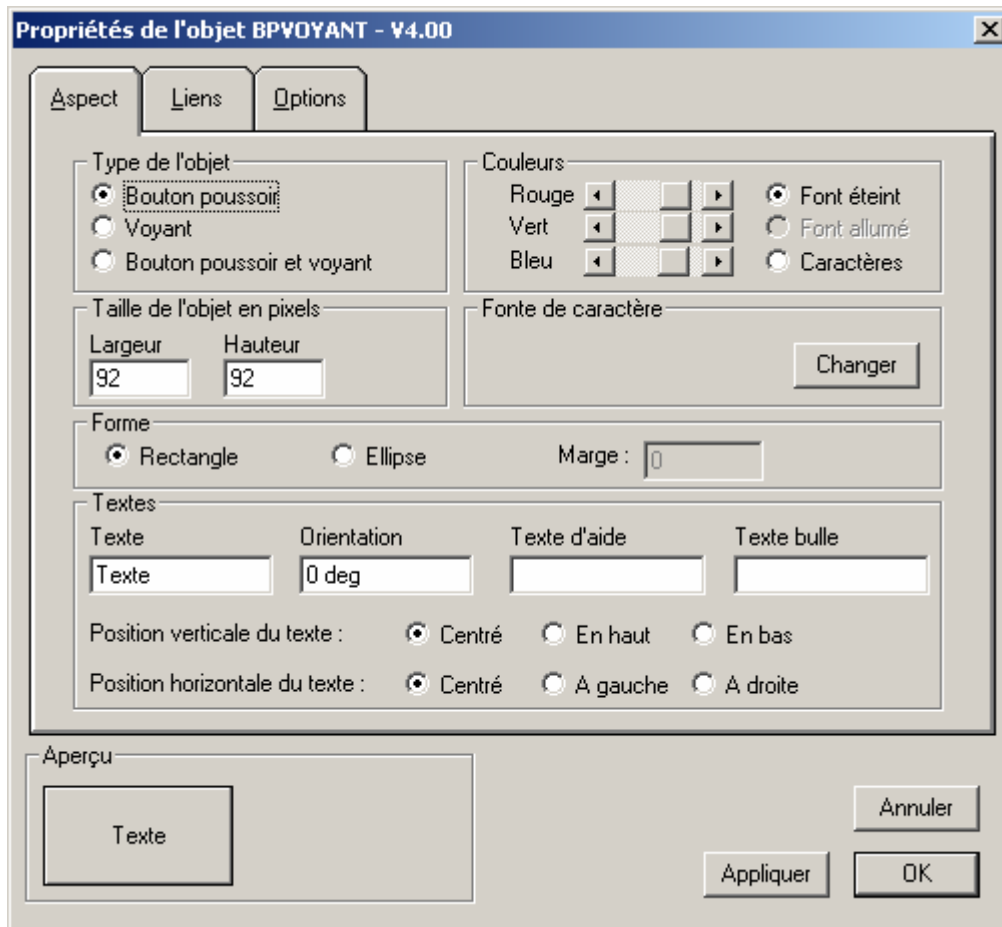 Propriétés de l'objet BPVOYANT - V4.00
Aspect Liens Options
Type de l'objet
Bouton poussoir
Voyant
Bouton poussoir et voyant
Couleurs
Rouge
Vert
Bleu
Font éteint
Font allumé
Caractères
Taille de l'objet en pixels
Largeur Hauteur
92 92
Fonte de caractère
Changer
Forme
Rectangle Ellipse Marge : 0
Textes
Texte Orientation Texte d'aide Texte bulle
Texte 0 deg
Position verticale du texte : Centré En haut En bas
Position horizontale du texte : Centré A gauche A droite
Aperçu
Texte
Annuler
Appliquer OK